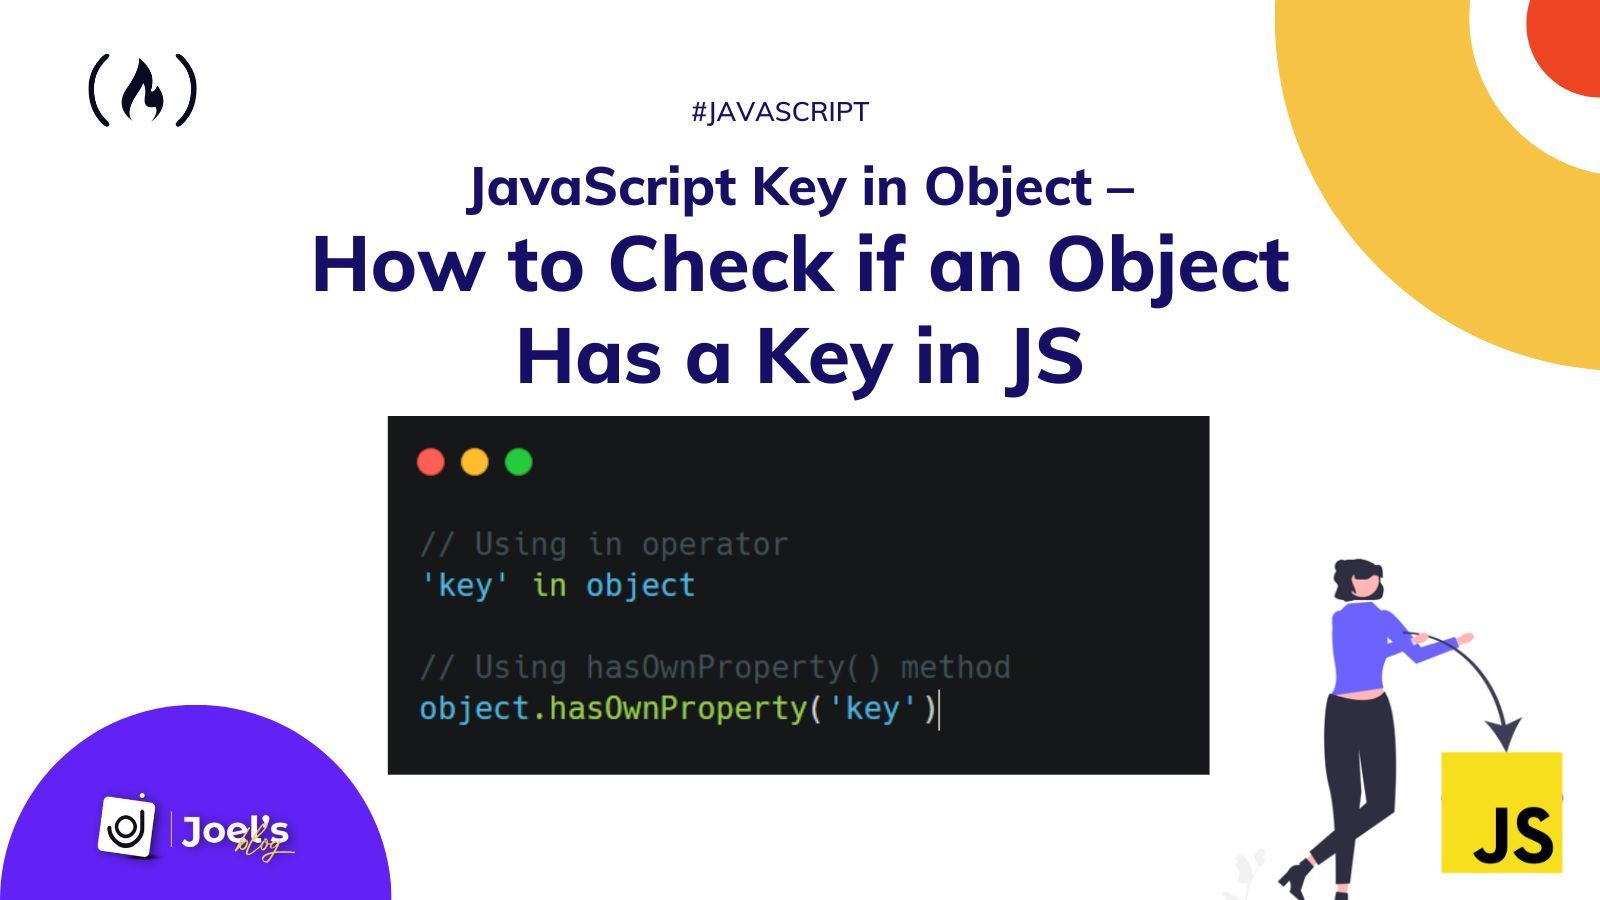 #JAVASCRIPT
JavaScript Key in Object –
How to Check if an Object
Has a Key in JS
// Using in operator
'key' in object
// Using hasOwnProperty() method
object.hasOwnProperty('key')
Joel's
blog
JS